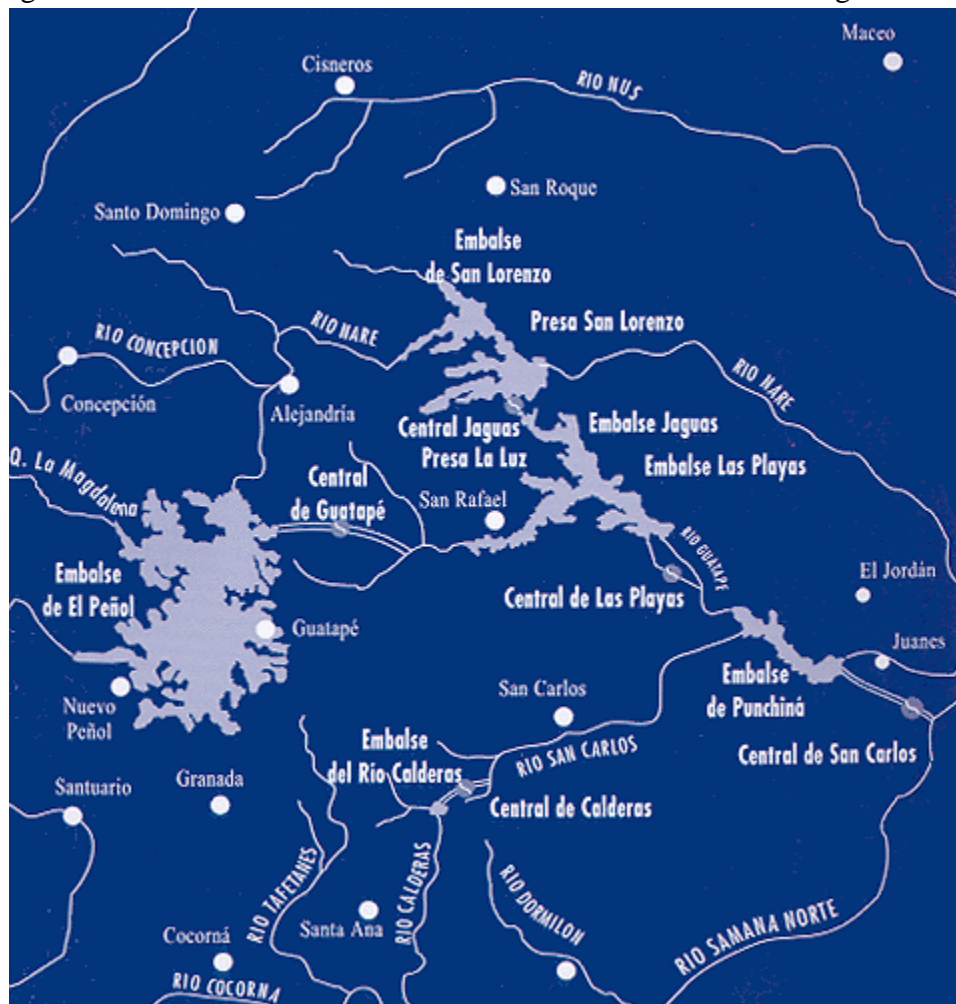 Maceo
Cisneros
RIO NUS
San Roque
Santo Domingo
Embalse
de San Lorenzo
RIO NARE
Presa San Lorenzo
RIO CONCEPCION
RIO NARE
Concepción
Alejandría
Central Jaguas
Presa La Luz
Embalse Jaguas
Embalse Las Playas
Q. La Magdalena
Central
de Guatapé
San Rafael
RIO GUATAPE
Embalse
de El Peñol
Central de Las Playas
El Jordán
Guatapé
Juanes
Nuevo
Peñol
San Carlos
Embalse
de Punchiná
Embalse
del Río Calderas
RIO SAN CARLOS
Central de San Carlos
Santuario
Granada
Central de Calderas
RIO TAFETANES
RIO CALDERAS
RIO DORMILON
Santa Ana
Cocorná
RIO SAMANA NORTE
RIO COCORNA